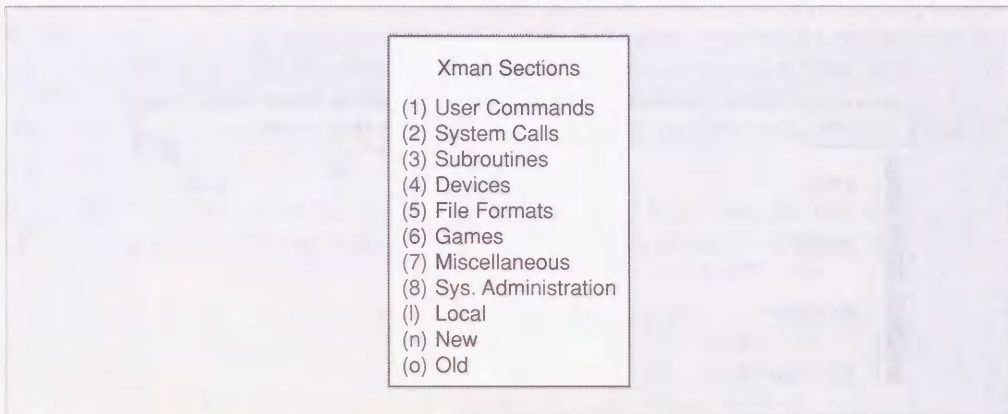 Xman Sections
(1) User Commands
(2) System Calls
(3) Subroutines
(4) Devices
(5) File Formats
(6) Games
(7) Miscellaneous
(8) Sys. Administration
(l) Local
(n) New
(o) Old